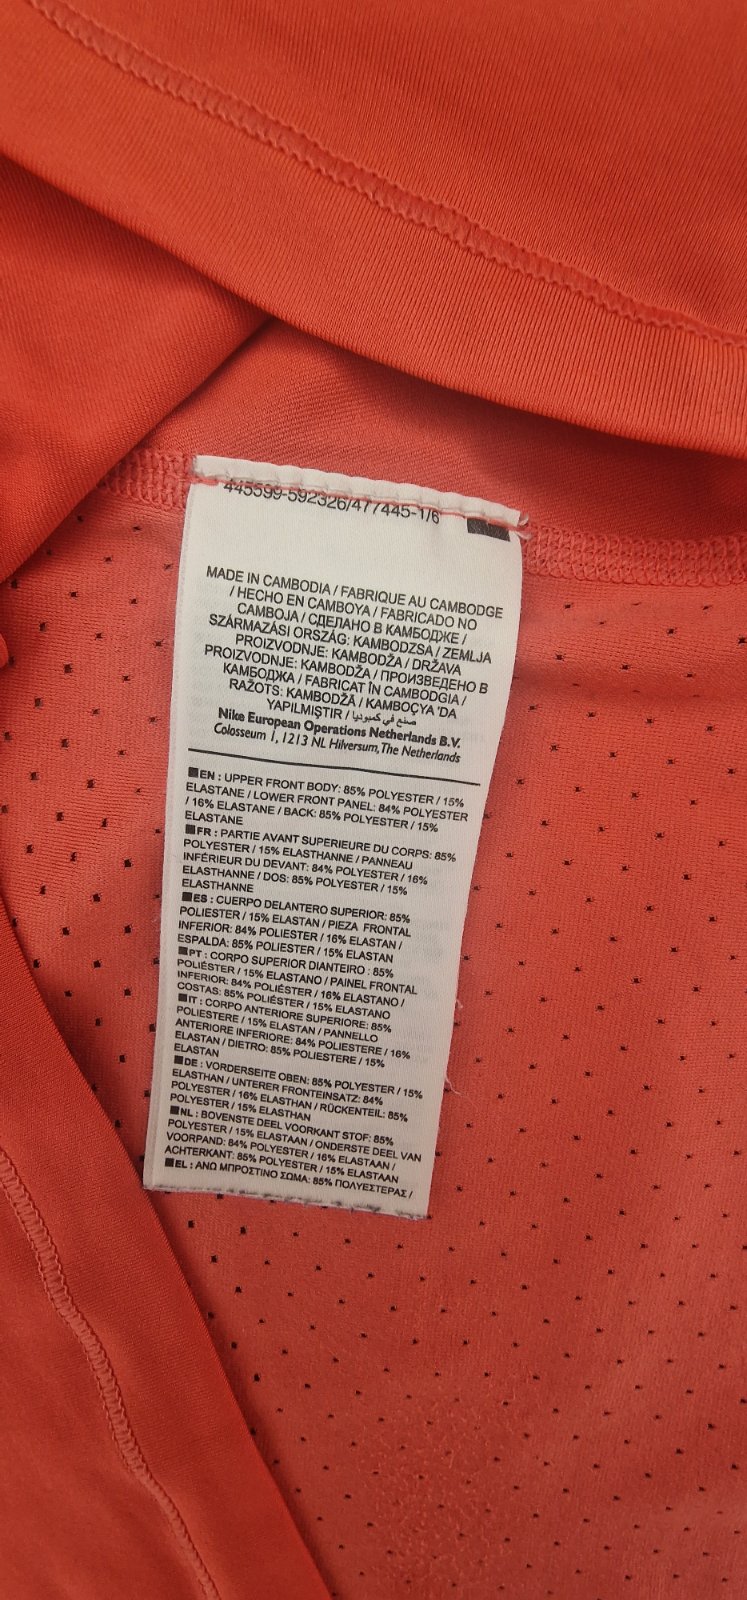 445599-592326/477445-1/6
MADE IN CAMBODIA / FABRIQUE AU CAMBODGE
/ HECHO EN CAMBOYA / FABRICADO NO
CAMBOJA / СДЕЛАНО В КАМБОДЖЕ /
SZÁRMAZÁSI ORSZÁG: KAMBODZSA / ZEMLJA
PROIZVODNJE: KAMBODŽA / DRŽAVA
PROIZVODNJE: KAMBODŽA / ПРОИЗВЕДЕНО В
КАМБОДЖА / FABRICAT ÎN CAMBODGIA /
RAŽOTS: KAMBODŽĀ / KAMBOÇYA 'DA
YAPILMIŞTIR / صنع في كمبوديا
Nike European Operations Netherlands B.V.
Colosseum 1, 1213 NL Hilversum, The Netherlands
EN : UPPER FRONT BODY: 85% POLYESTER / 15%
ELASTANE / LOWER FRONT PANEL: 84% POLYESTER
/ 16% ELASTANE / BACK: 85% POLYESTER / 15%
ELASTANE
FR : PARTIE AVANT SUPERIEURE DU CORPS: 85%
POLYESTER / 15% ELASTHANNE / PANNEAU
INFÉRIEUR DU DEVANT: 84% POLYESTER / 16%
ELASTHANNE / DOS: 85% POLYESTER / 15%
ELASTHANNE
ES : CUERPO DELANTERO SUPERIOR: 85%
POLIESTER / 15% ELASTAN / PIEZA FRONTAL
INFERIOR: 84% POLIESTER / 16% ELASTAN /
ESPALDA: 85% POLIESTER / 15% ELASTAN
PT : CORPO SUPERIOR DIANTEIRO : 85%
POLIÉSTER / 15% ELASTANO / PAINEL FRONTAL
INFERIOR: 84% POLIÉSTER / 16% ELASTANO /
COSTAS: 85% POLIÉSTER / 15% ELASTANO
IT : CORPO ANTERIORE SUPERIORE: 85%
POLIESTERE / 15% ELASTAN / PANNELLO
ANTERIORE INFERIORE: 84% POLIESTERE / 16%
ELASTAN / DIETRO: 85% POLIESTERE / 15%
ELASTAN
DE : VORDERSEITE OBEN: 85% POLYESTER / 15%
ELASTHAN / UNTERER FRONTEINSATZ: 84%
POLYESTER / 16% ELASTHAN / RÜCKENTEIL: 85%
POLYESTER / 15% ELASTHAN
NL : BOVENSTE DEEL VOORKANT STOF: 85%
POLYESTER / 15% ELASTAAN / ONDERSTE DEEL VAN
VOORPAND: 84% POLYESTER / 16% ELASTAAN /
ACHTERKANT: 85% POLYESTER / 15% ELASTAAN
EL : ΑΝΩ ΜΠΡΟΣΤΙΝΟ ΣΩΜΑ: 85% ΠΟΛΥΕΣΤΕΡΑΣ /